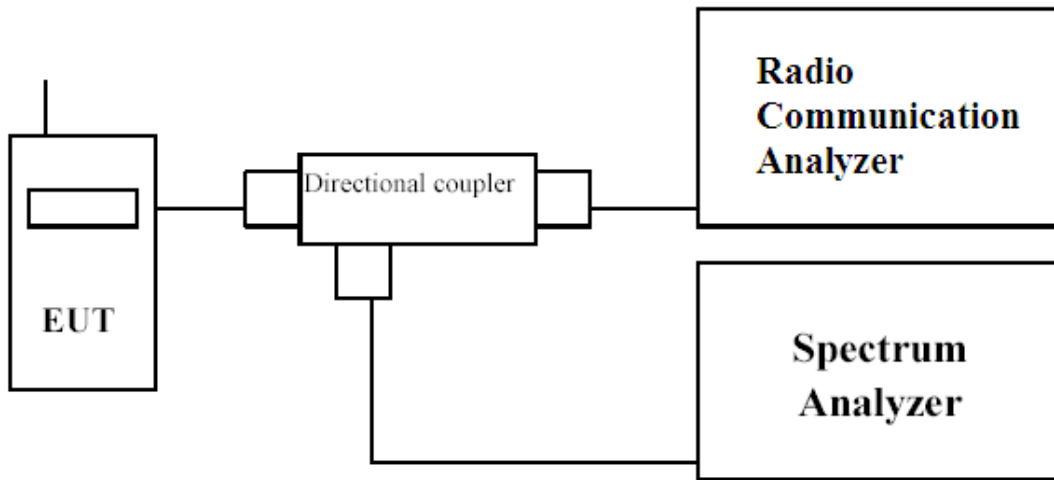 Radio
Communication
Analyzer
Directional coupler
EUT
Spectrum
Analyzer